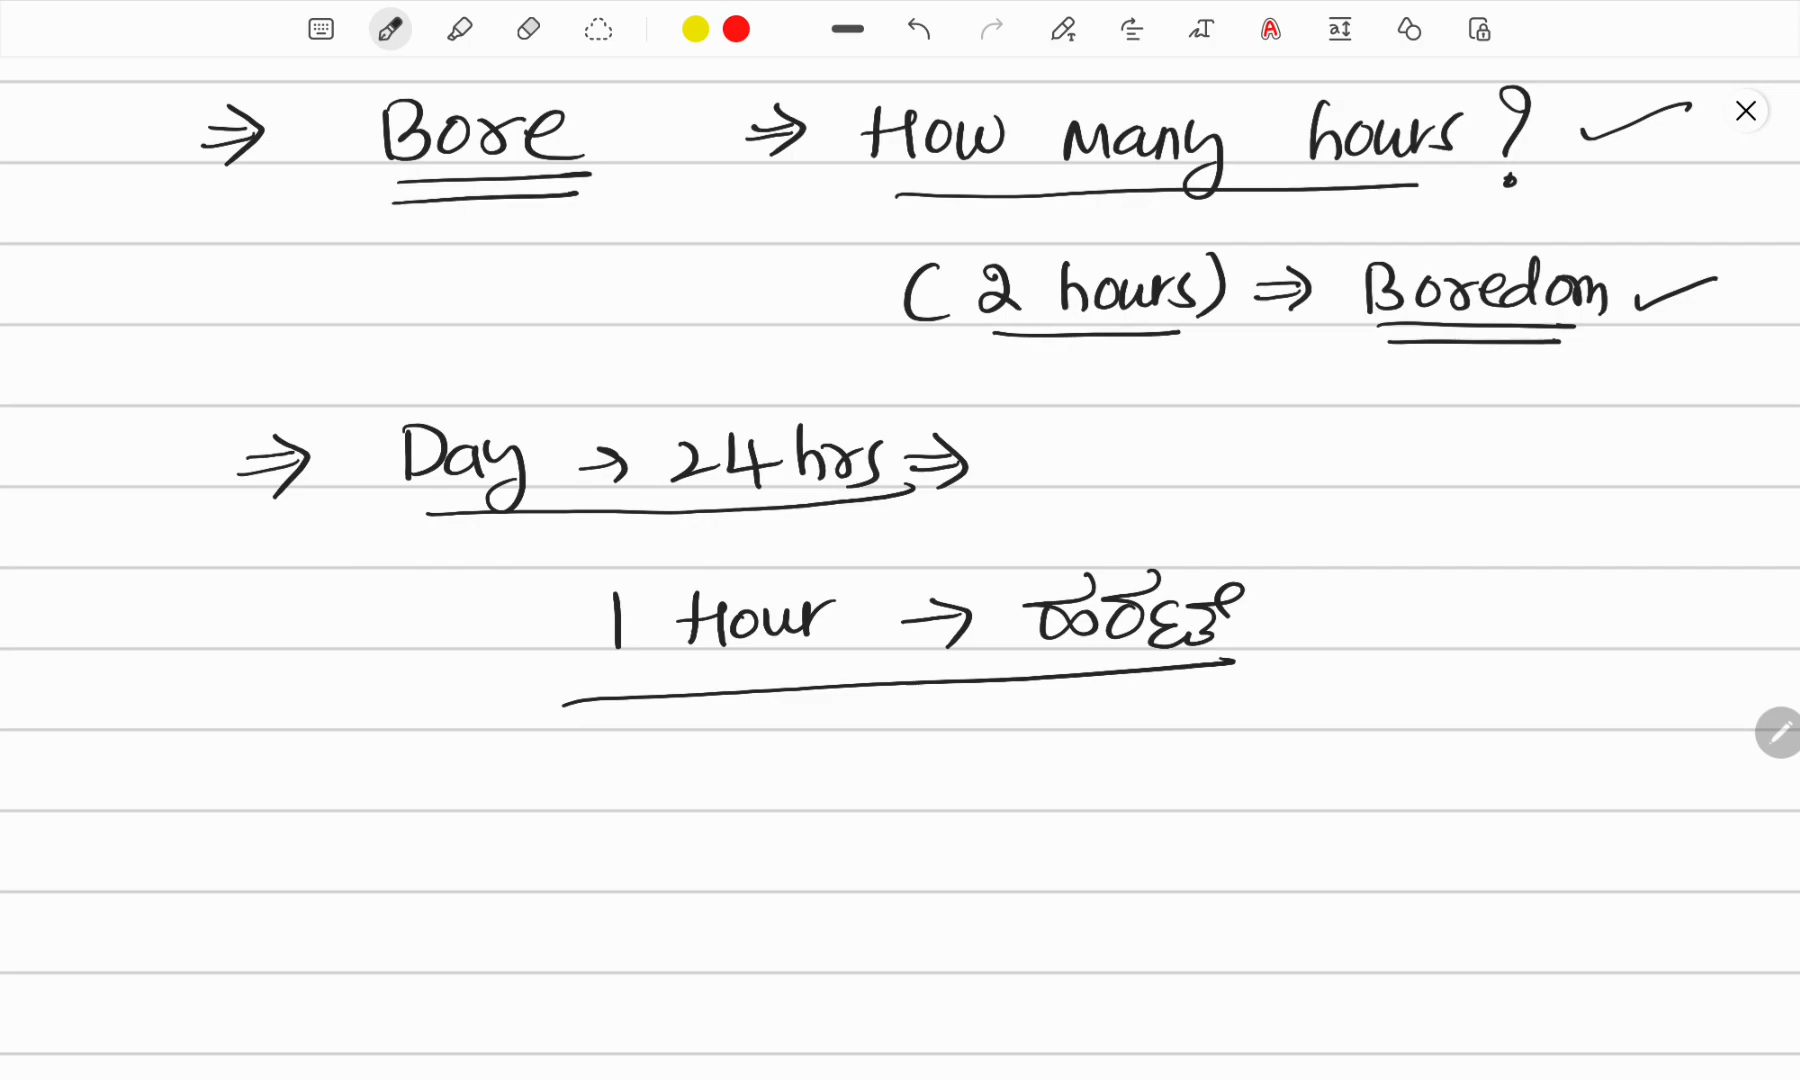 ⇒ Bore ⇒ How many hours? ✓
(2 hours) ⇒ Boredom ✓
⇒ Day → 24 hrs ⇒
1 Hour →